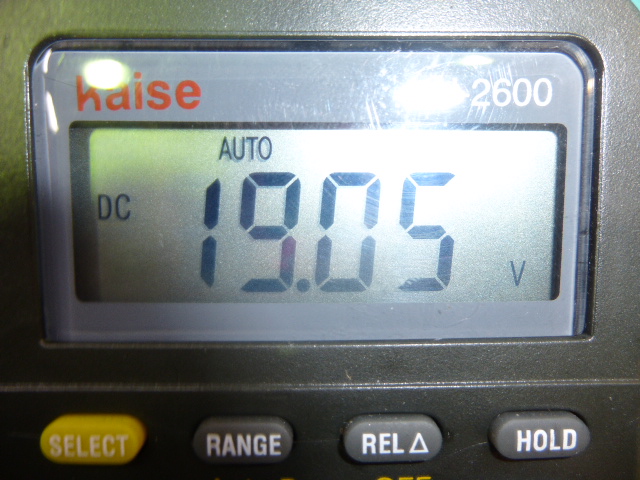 kaise 2600
AUTO
DC 19.05 V
SELECT RANGE REL Δ HOLD